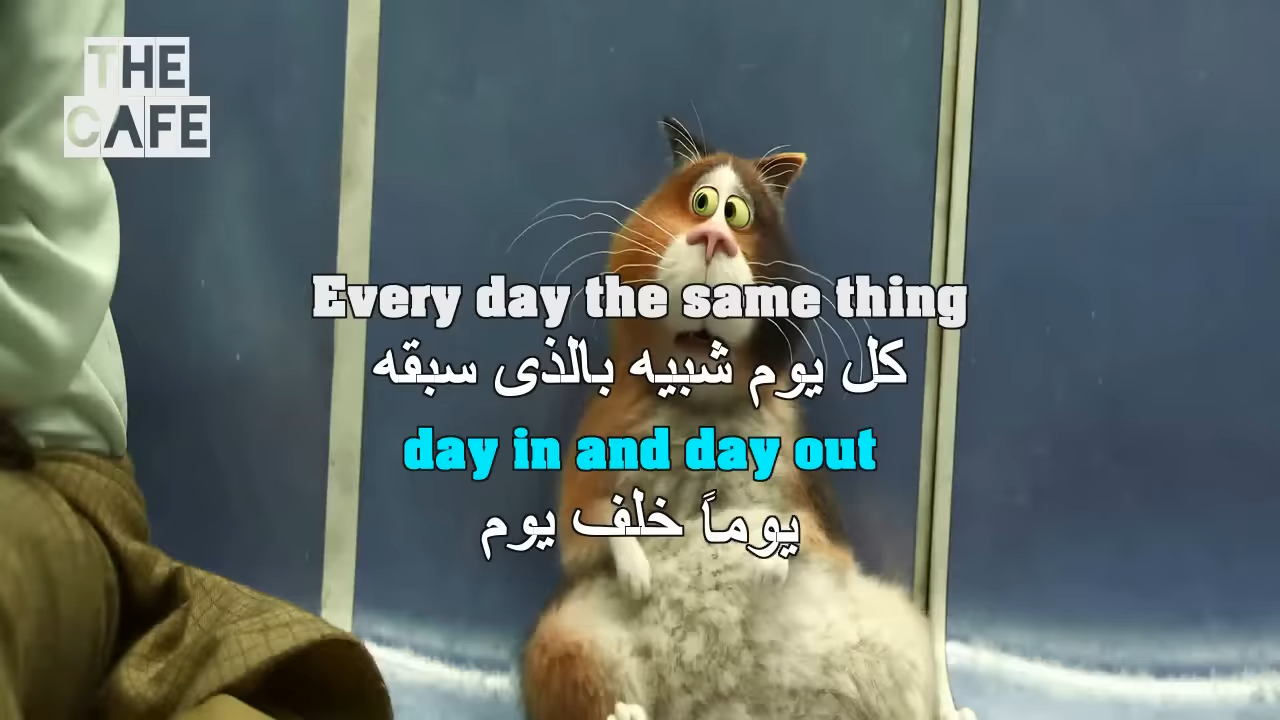 THE
CAFE
Every day the same thing
كل يوم شبيه بالذى سبقه
day in and day out
يوماً خلف يوم